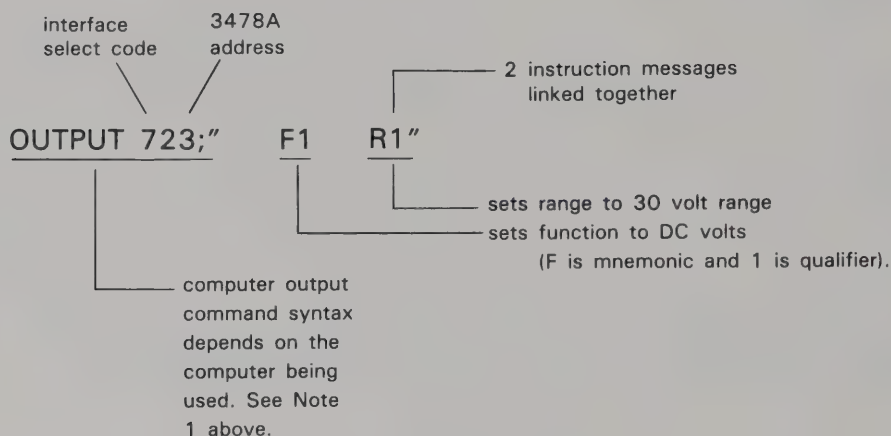 interface
select code
3478A
address
2 instruction messages
linked together
OUTPUT 723;" F1 R1"
sets range to 30 volt range
sets function to DC volts
(F is mnemonic and 1 is qualifier).
computer output
command syntax
depends on the
computer being
used. See Note
1 above.